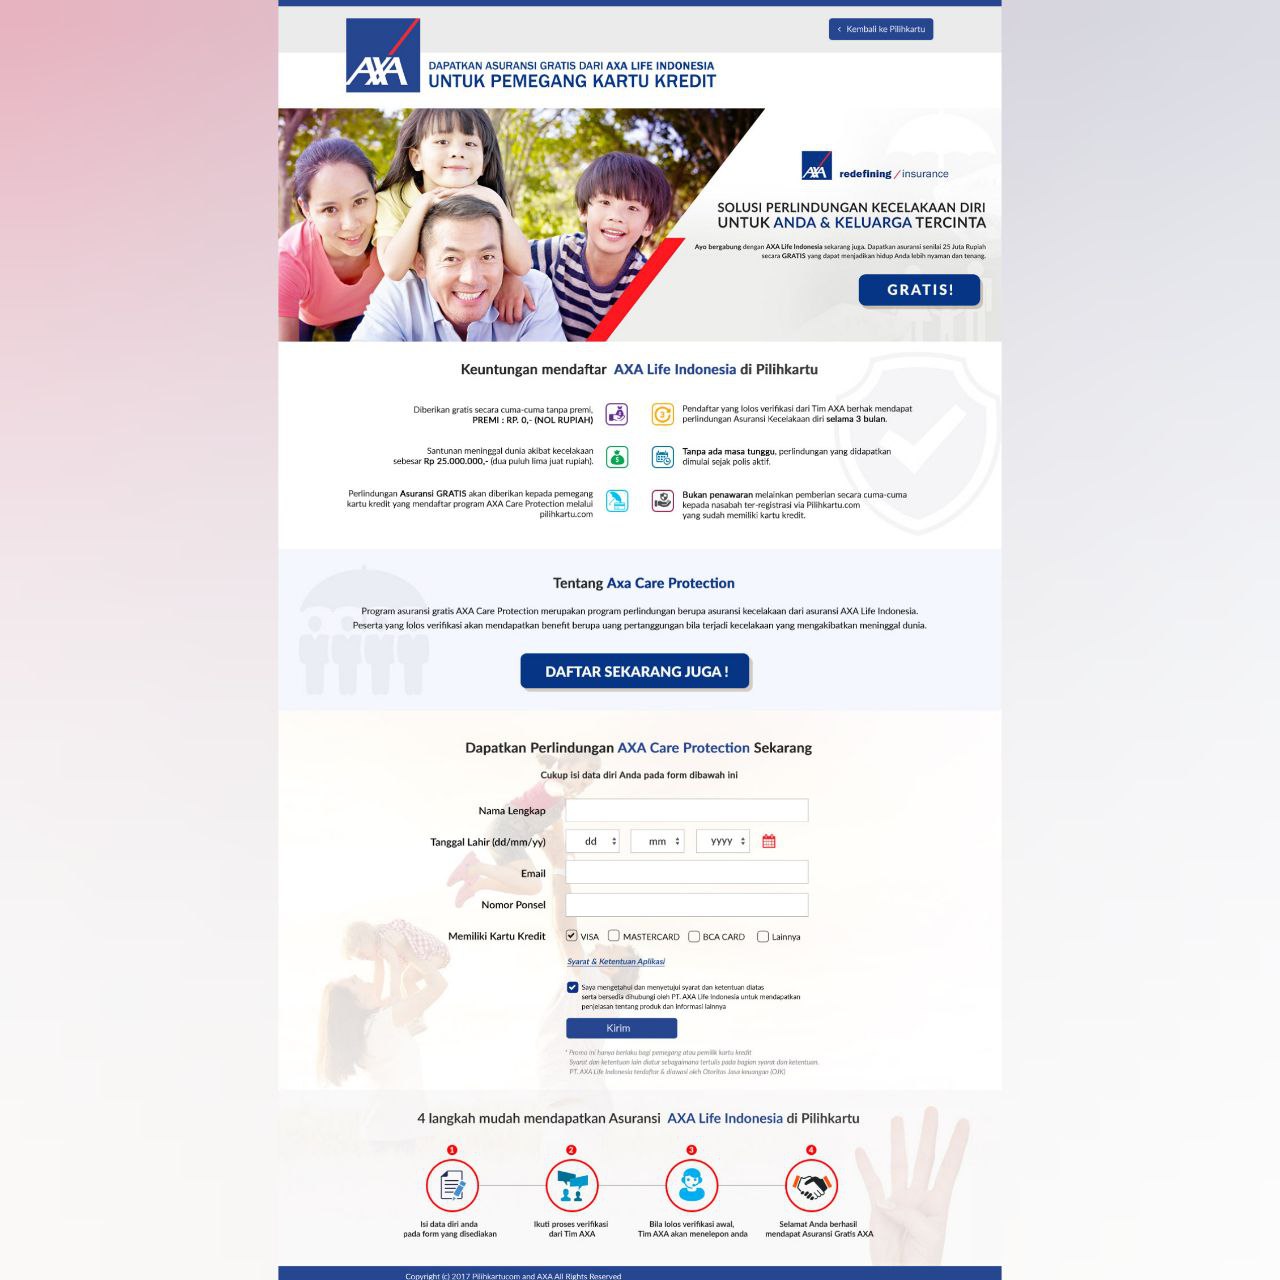 Kembali ke Pilihkartu
AXA
DAPATKAN ASURANSI GRATIS DARI AXA LIFE INDONESIA
UNTUK PEMEGANG KARTU KREDIT
AXA
redefining / insurance
SOLUSI PERLINDUNGAN KECELAKAAN DIRI
UNTUK ANDA & KELUARGA TERCINTA
Ayo bergabung dengan AXA Life Indonesia sekarang juga. Dapatkan asuransi senilai 25 Juta Rupiah
secara GRATIS yang dapat menjadikan hidup Anda lebih nyaman dan tenang.
GRATIS!
Keuntungan mendaftar AXA Life Indonesia di Pilihkartu
Diberikan gratis secara cuma-cuma tanpa premi,
PREMI : RP. 0,- (NOL RUPIAH)
Santunan meninggal dunia akibat kecelakaan
sebesar Rp 25.000.000,- (dua puluh lima juat rupiah).
Perlindungan Asuransi GRATIS akan diberikan kepada pemegang
kartu kredit yang mendaftar program AXA Care Protection melalui
pilihkartu.com
3
Pendaftar yang lolos verifikasi dari Tim AXA berhak mendapat
perlindungan Asuransi Kecelakaan diri selama 3 bulan.
Tanpa ada masa tunggu, perlindungan yang didapatkan
dimulai sejak polis aktif.
Bukan penawaran melainkan pemberian secara cuma-cuma
kepada nasabah ter-registrasi via Pilihkartu.com
yang sudah memiliki kartu kredit.
Tentang Axa Care Protection
Program asuransi gratis AXA Care Protection merupakan program perlindungan berupa asuransi kecelakaan dari asuransi AXA Life Indonesia.
Peserta yang lolos verifikasi akan mendapatkan benefit berupa uang pertanggungan bila terjadi kecelakaan yang mengakibatkan meninggal dunia.
DAFTAR SEKARANG JUGA !
Dapatkan Perlindungan AXA Care Protection Sekarang
Cukup isi data diri Anda pada form dibawah ini
Nama Lengkap
Tanggal Lahir (dd/mm/yy) dd mm yyyy
Email
Nomor Ponsel
Memiliki Kartu Kredit VISA MASTERCARD BCA CARD Lainnya
Syarat & Ketentuan Aplikasi
Saya mengetahui dan menyetujui syarat dan ketentuan diatas
serta bersedia dihubungi oleh PT. AXA Life Indonesia untuk mendapatkan
penjelasan tentang produk dan informasi lainnya
Kirim
* Promo ini hanya berlaku bagi pemegang atau pemilik kartu kredit
Syarat dan ketentuan lain diatur sebagaimana tertulis pada bagian syarat dan ketentuan.
PT. AXA Life Indonesia terdaftar & diawasi oleh Otoritas Jasa keuangan (OJK)
4 langkah mudah mendapatkan Asuransi AXA Life Indonesia di Pilihkartu
1 2 3 4
Isi data diri anda
pada form yang disediakan
Ikuti proses verifikasi
dari Tim AXA
Bila lolos verifikasi awal,
Tim AXA akan menelepon anda
Selamat Anda berhasil
mendapat Asuransi Gratis AXA
Copyright (c) 2017 Pilihkartucom and AXA All Rights Reserved